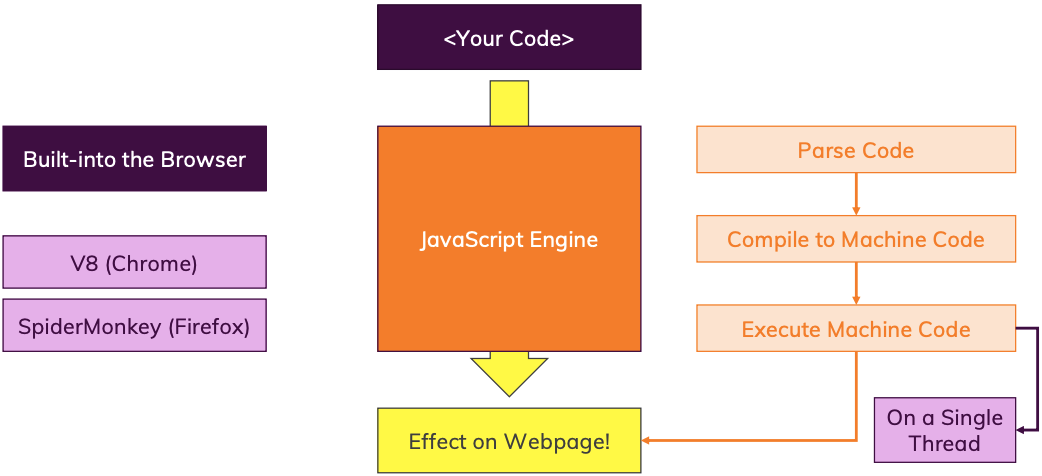 <Your Code>
Built-into the Browser
V8 (Chrome)
SpiderMonkey (Firefox)
JavaScript Engine
Effect on Webpage!
Parse Code
Compile to Machine Code
Execute Machine Code
On a Single
Thread